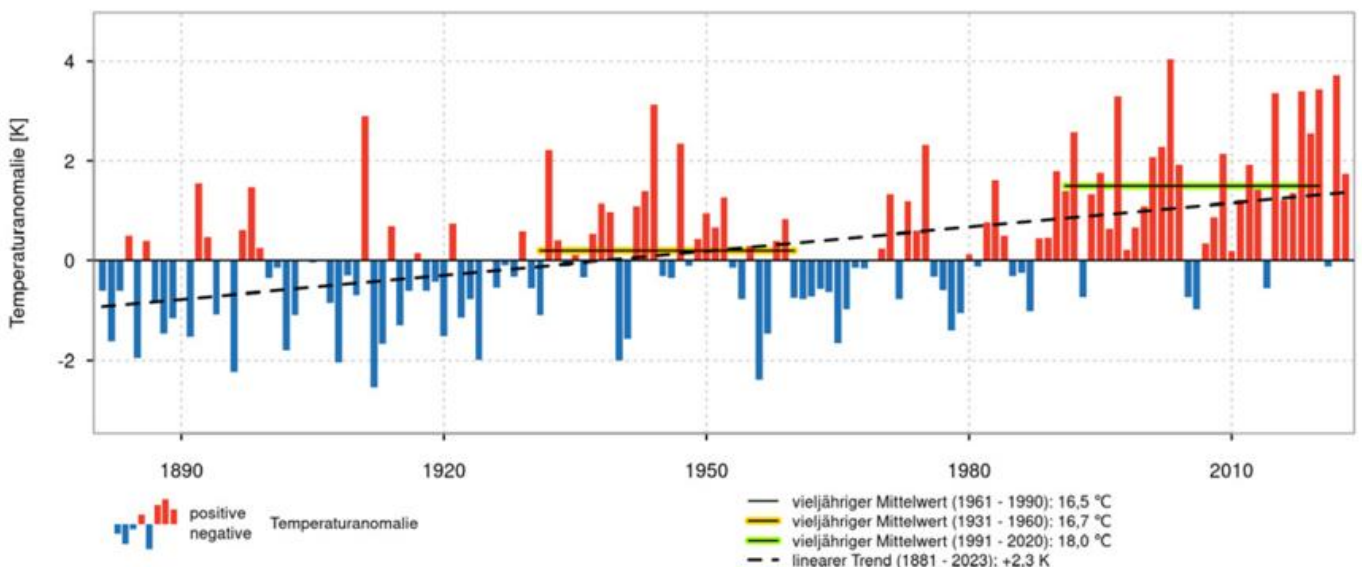 Temperaturanomalie [K]
4
2
0
-2
1890 1920 1950 1980 2010
positive
negative
Temperaturanomalie
vieljähriger Mittelwert (1961 - 1990): 16,5 °C
vieljähriger Mittelwert (1931 - 1960): 16,7 °C
vieljähriger Mittelwert (1991 - 2020): 18,0 °C
linearer Trend (1881 - 2023): +2,3 K